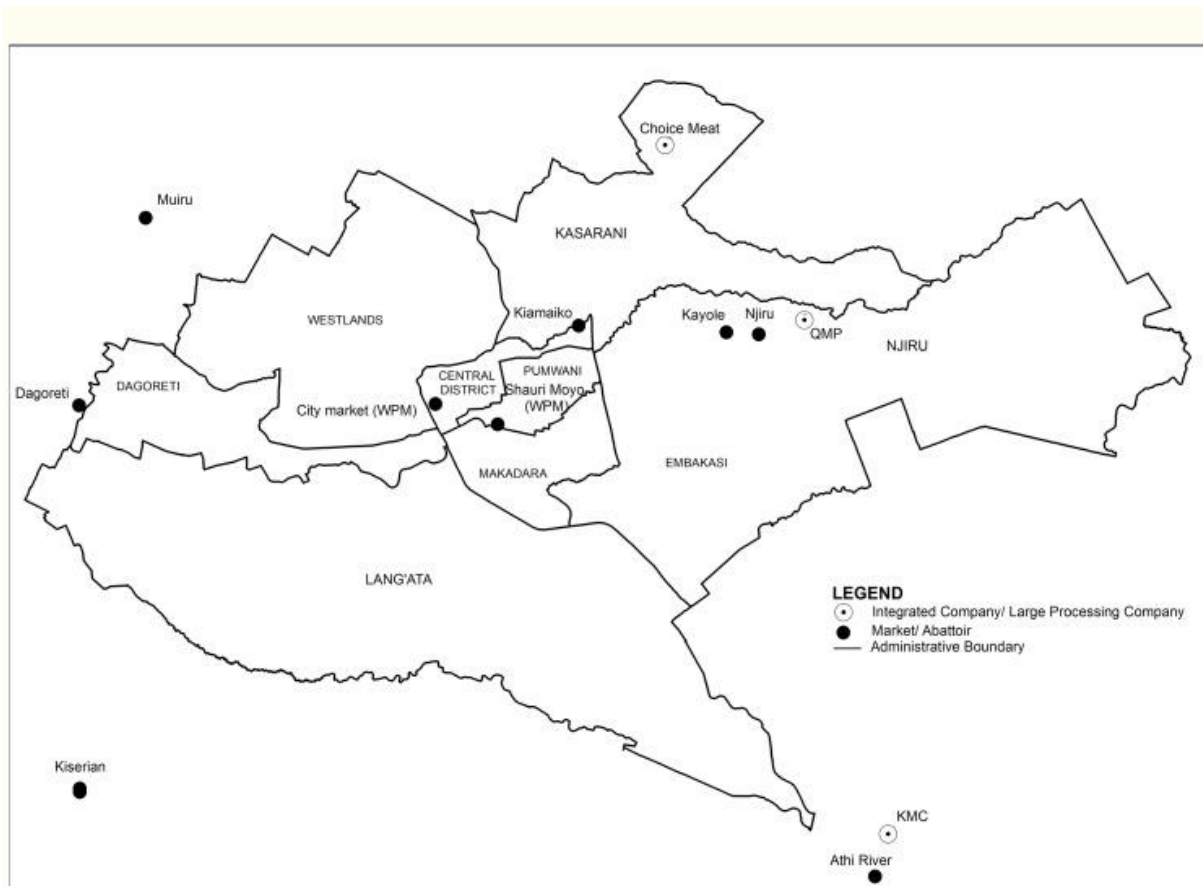 Choice Meat
Muiru
KASARANI
WESTLANDS
Kiamaiko
Kayole
Njiru
QMP
NJIRU
DAGORETI
Dagoreti
CENTRAL
DISTRICT
PUMWANI
Shauri Moyo
(WPM)
City market (WPM)
MAKADARA
EMBAKASI
LANG'ATA
LEGEND
Integrated Company/ Large Processing Company
Market/ Abattoir
Administrative Boundary
Kiserian
KMC
Athi River